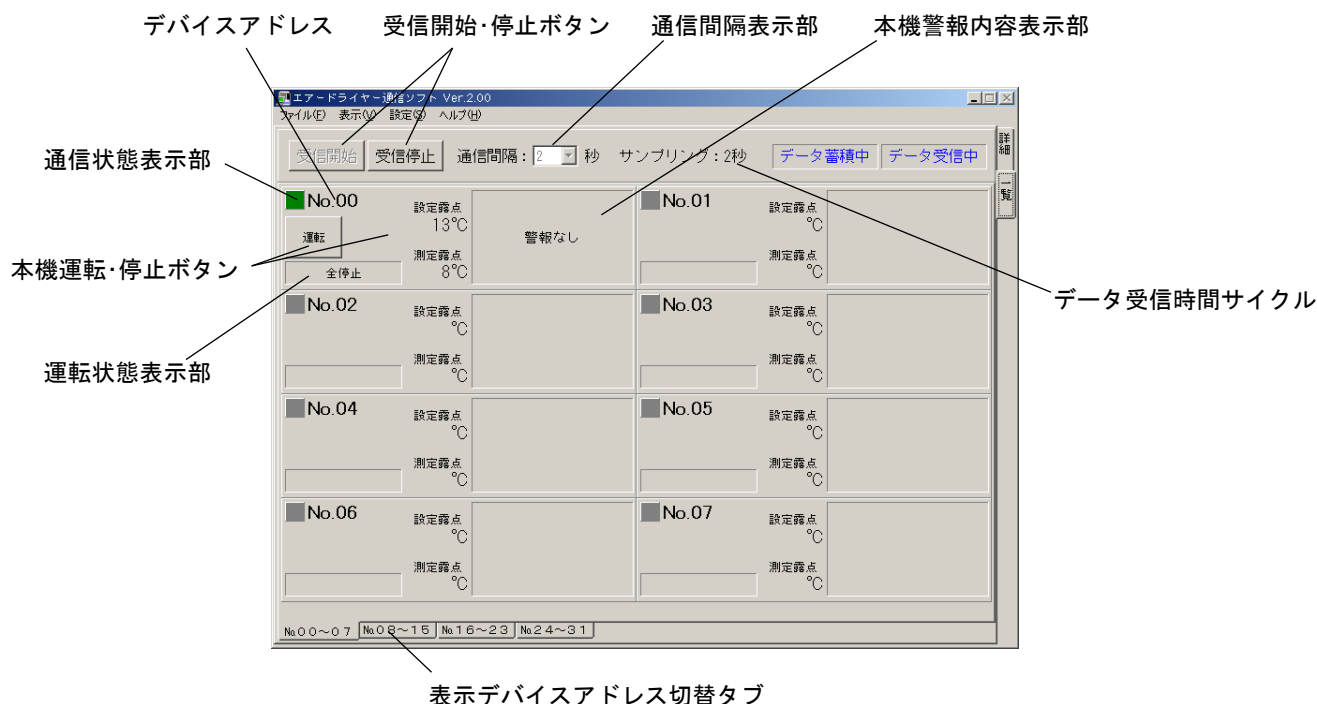 デバイスアドレス
受信開始･停止ボタン
通信間隔表示部
本機警報内容表示部
エアードライヤー通信ソフト Ver.2.00
ファイル(F) 表示(V) 設定(S) ヘルプ(H)
受信開始 受信停止 通信間隔： 2 秒 サンプリング：2秒 データ蓄積中 データ受信中
詳細
一覧
通信状態表示部
No.00
設定露点
13℃
運転
測定露点
8℃
全停止
警報なし
No.01
設定露点
℃
測定露点
℃
本機運転･停止ボタン
データ受信時間サイクル
運転状態表示部
No.02
設定露点
℃
測定露点
℃
No.03
設定露点
℃
測定露点
℃
No.04
設定露点
℃
測定露点
℃
No.05
設定露点
℃
測定露点
℃
No.06
設定露点
℃
測定露点
℃
No.07
設定露点
℃
測定露点
℃
№００～０７ №０８～１５ №１６～２３ №２４～３１
表示デバイスアドレス切替タブ